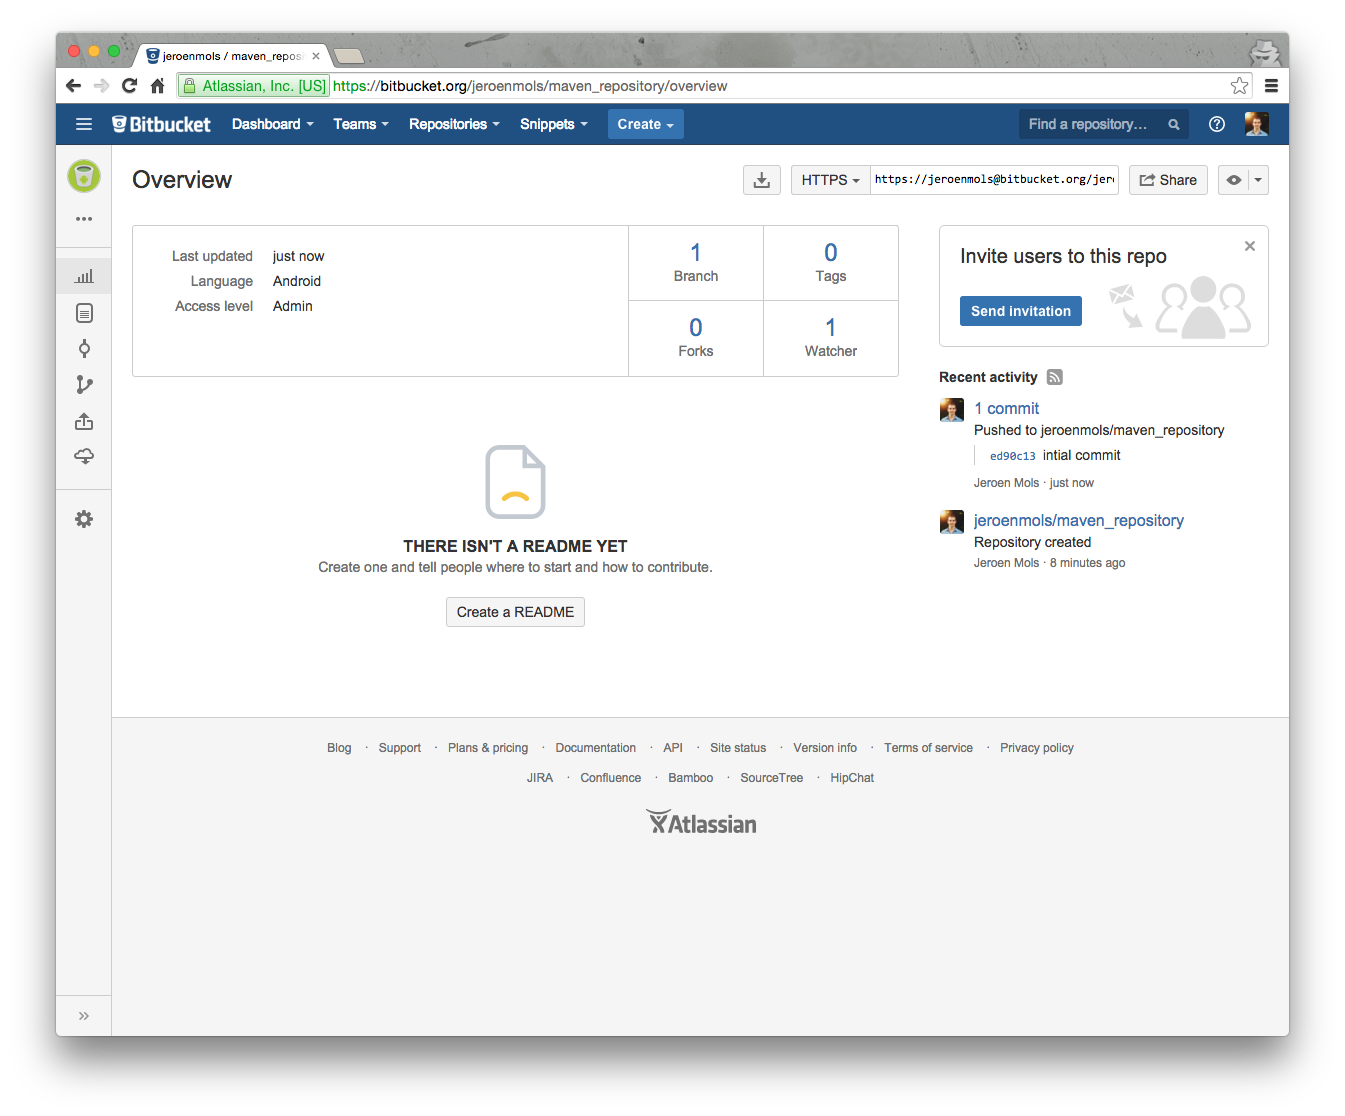 jeroenmols / maven_reposi
Atlassian, Inc. [US] https://bitbucket.org/jeroenmols/maven_repository/overview
Bitbucket Dashboard Teams Repositories Snippets Create Find a repository...
Overview
HTTPS https://jeroenmols@bitbucket.org/jero Share
Last updated just now
Language Android
Access level Admin
1
Branch
0
Tags
0
Forks
1
Watcher
THERE ISN'T A README YET
Create one and tell people where to start and how to contribute.
Create a README
Invite users to this repo
Send invitation
Recent activity
1 commit
Pushed to jeroenmols/maven_repository
ed90c13 intial commit
Jeroen Mols · just now
jeroenmols/maven_repository
Repository created
Jeroen Mols · 8 minutes ago
Blog · Support · Plans & pricing · Documentation · API · Site status · Version info · Terms of service · Privacy policy
JIRA · Confluence · Bamboo · SourceTree · HipChat
Atlassian